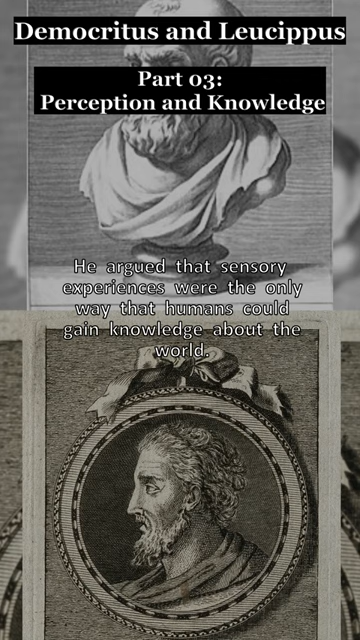 Democritus and Leucippus
Part 03:
Perception and Knowledge
He argued that sensory
experiences were the only
way that humans could
gain knowledge about the
world.